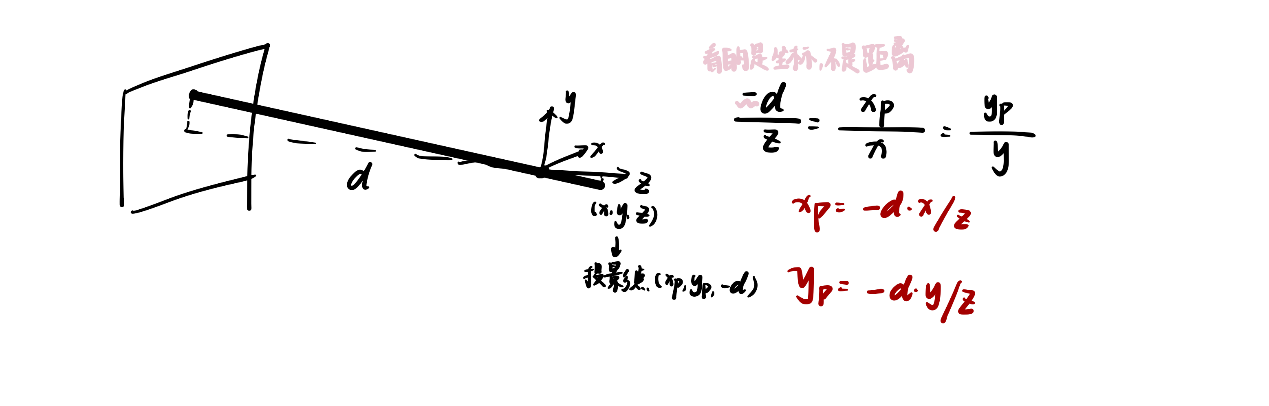 看的是坐标,不是距离
-d/z = xp/x = yp/y
y
x
z
d
(x.y.z)
xp= -d·x/z
↓
投影点.(xp,yp,-d)
yp= -d·y/z